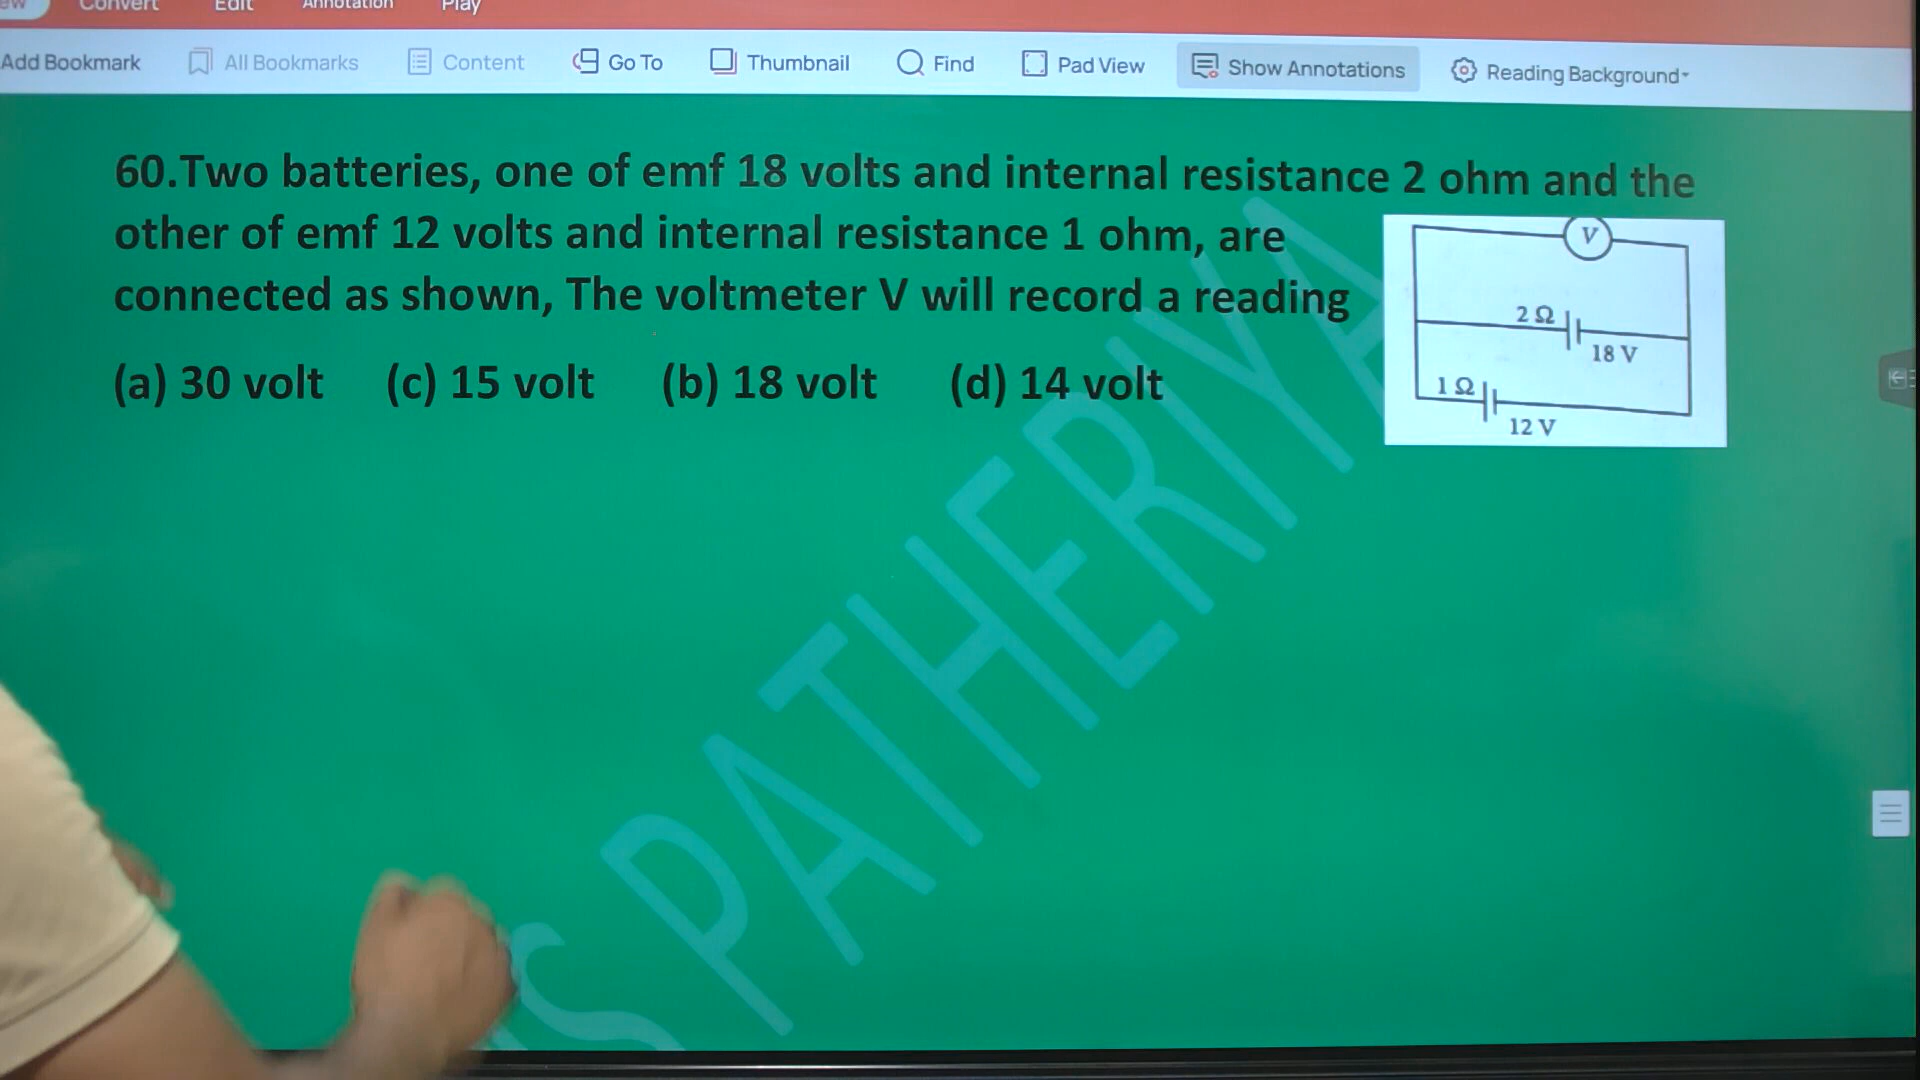 Convert Edit Annotation Play
Add Bookmark All Bookmarks Content Go To Thumbnail Find Pad View Show Annotations Reading Background
60.Two batteries, one of emf 18 volts and internal resistance 2 ohm and the
other of emf 12 volts and internal resistance 1 ohm, are
connected as shown, The voltmeter V will record a reading
(a) 30 volt (c) 15 volt (b) 18 volt (d) 14 volt
V
2 Ω
18 V
1 Ω
12 V
PATHERIYA